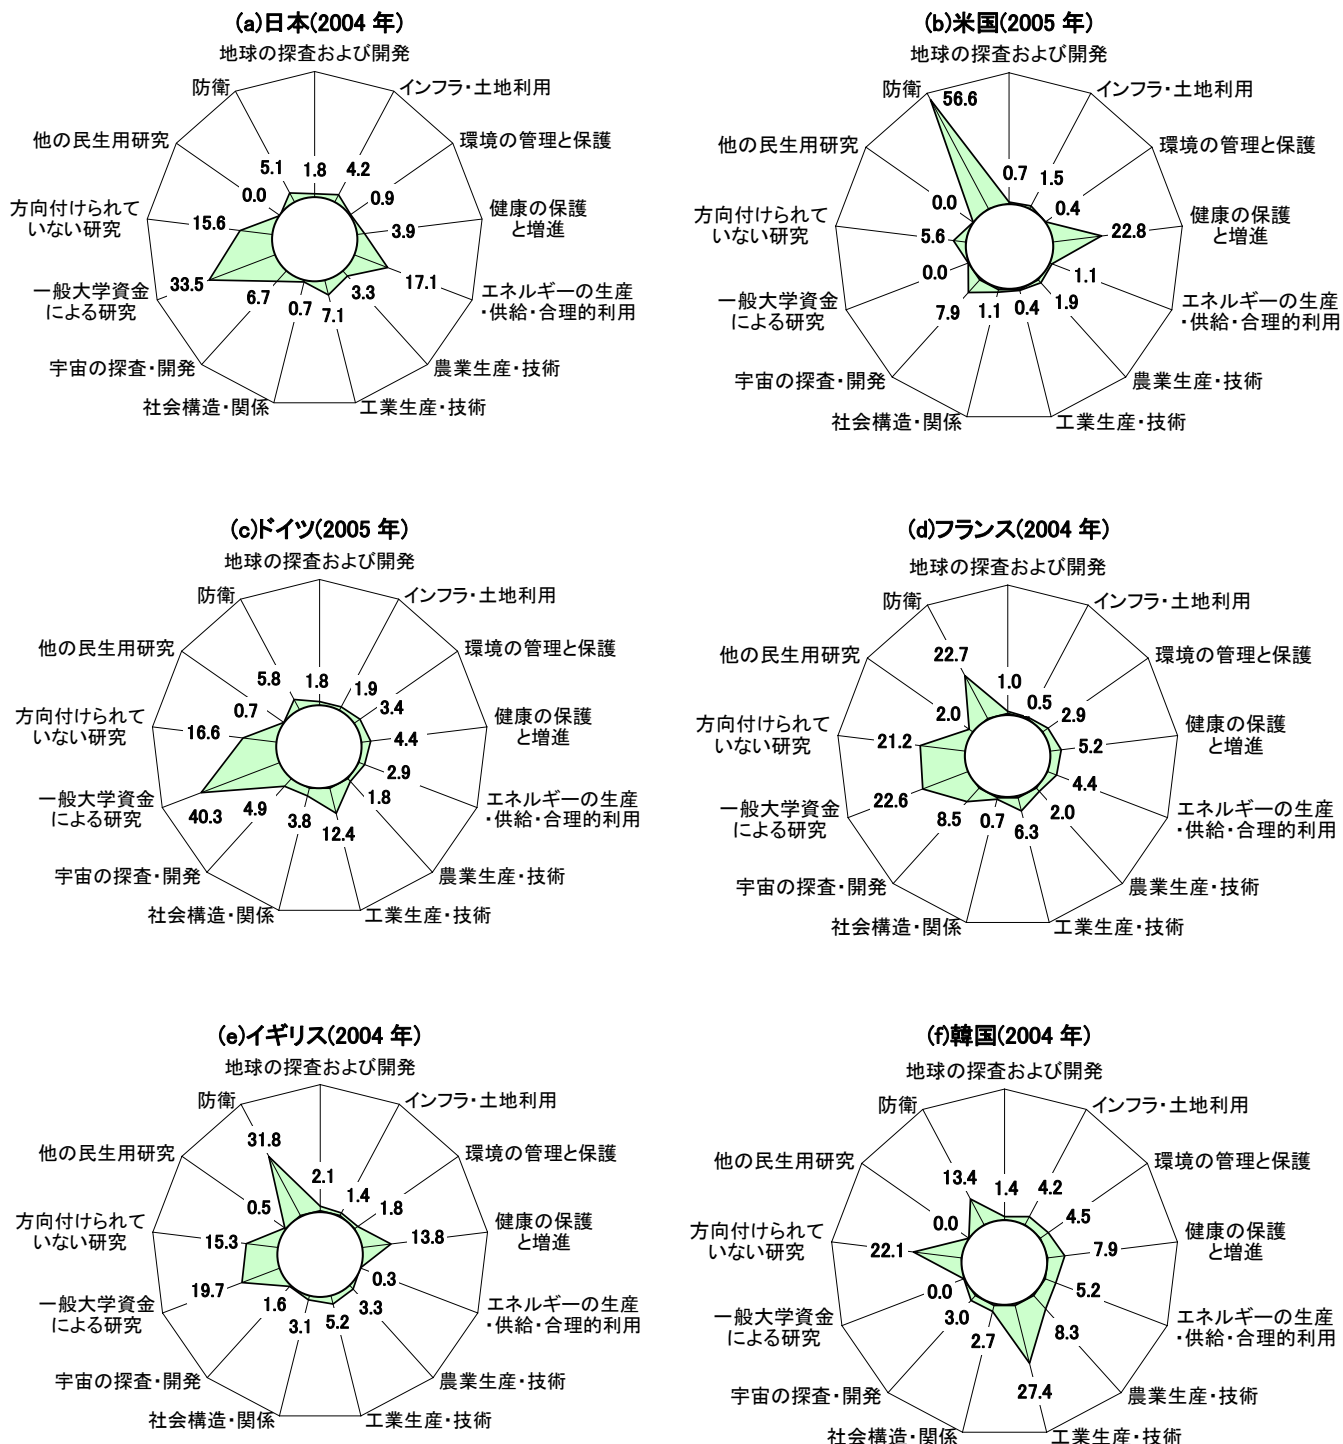 (a)日本(2004 年)
地球の探査および開発
防衛
インフラ・土地利用
他の民生用研究
環境の管理と保護
5.1
1.8
4.2
0.0
0.9
方向付けられて
いない研究
15.6
健康の保護
と増進
3.9
33.5
17.1
一般大学資金
による研究
6.7
0.7
7.1
3.3
エネルギーの生産
・供給・合理的利用
宇宙の探査・開発
農業生産・技術
社会構造・関係
工業生産・技術
(b)米国(2005 年)
地球の探査および開発
防衛
56.6
インフラ・土地利用
他の民生用研究
環境の管理と保護
0.7
1.5
0.0
0.4
方向付けられて
いない研究
5.6
健康の保護
と増進
22.8
0.0
1.1
一般大学資金
による研究
7.9
1.1
0.4
1.9
エネルギーの生産
・供給・合理的利用
宇宙の探査・開発
農業生産・技術
社会構造・関係
工業生産・技術
(c)ドイツ(2005 年)
地球の探査および開発
防衛
インフラ・土地利用
他の民生用研究
環境の管理と保護
5.8
1.8
1.9
0.7
3.4
方向付けられて
いない研究
16.6
健康の保護
と増進
4.4
2.9
一般大学資金
による研究
40.3
4.9
3.8
12.4
1.8
エネルギーの生産
・供給・合理的利用
宇宙の探査・開発
農業生産・技術
社会構造・関係
工業生産・技術
(d)フランス(2004 年)
地球の探査および開発
防衛
インフラ・土地利用
他の民生用研究
環境の管理と保護
22.7
1.0
0.5
2.0
2.9
方向付けられて
いない研究
21.2
健康の保護
と増進
5.2
22.6
4.4
一般大学資金
による研究
8.5
0.7
6.3
2.0
エネルギーの生産
・供給・合理的利用
宇宙の探査・開発
農業生産・技術
社会構造・関係
工業生産・技術
(e)イギリス(2004 年)
地球の探査および開発
防衛
インフラ・土地利用
31.8
他の民生用研究
環境の管理と保護
2.1
1.4
0.5
1.8
方向付けられて
いない研究
15.3
健康の保護
と増進
13.8
19.7
0.3
一般大学資金
による研究
1.6
3.1
5.2
3.3
エネルギーの生産
・供給・合理的利用
宇宙の探査・開発
農業生産・技術
社会構造・関係
工業生産・技術
(f)韓国(2004 年)
地球の探査および開発
防衛
インフラ・土地利用
他の民生用研究
環境の管理と保護
13.4
1.4
4.2
0.0
4.5
方向付けられて
いない研究
22.1
健康の保護
と増進
7.9
0.0
5.2
一般大学資金
による研究
3.0
2.7
27.4
8.3
エネルギーの生産
・供給・合理的利用
宇宙の探査・開発
農業生産・技術
社会構造・関係
工業生産・技術